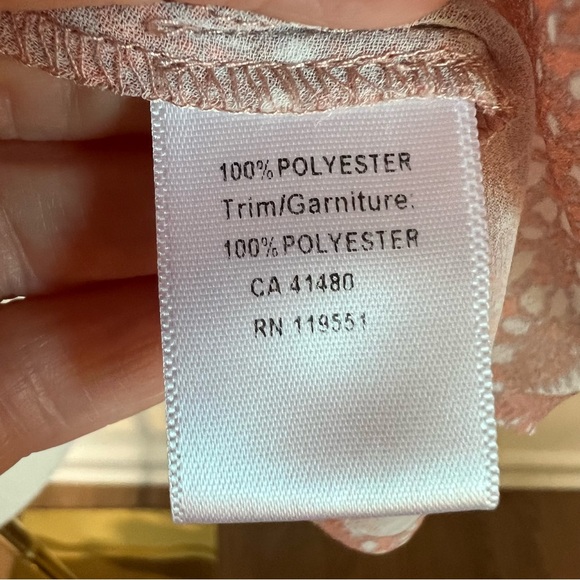 100% POLYESTER
Trim/Garniture:
100% POLYESTER
CA 41480
RN 119551